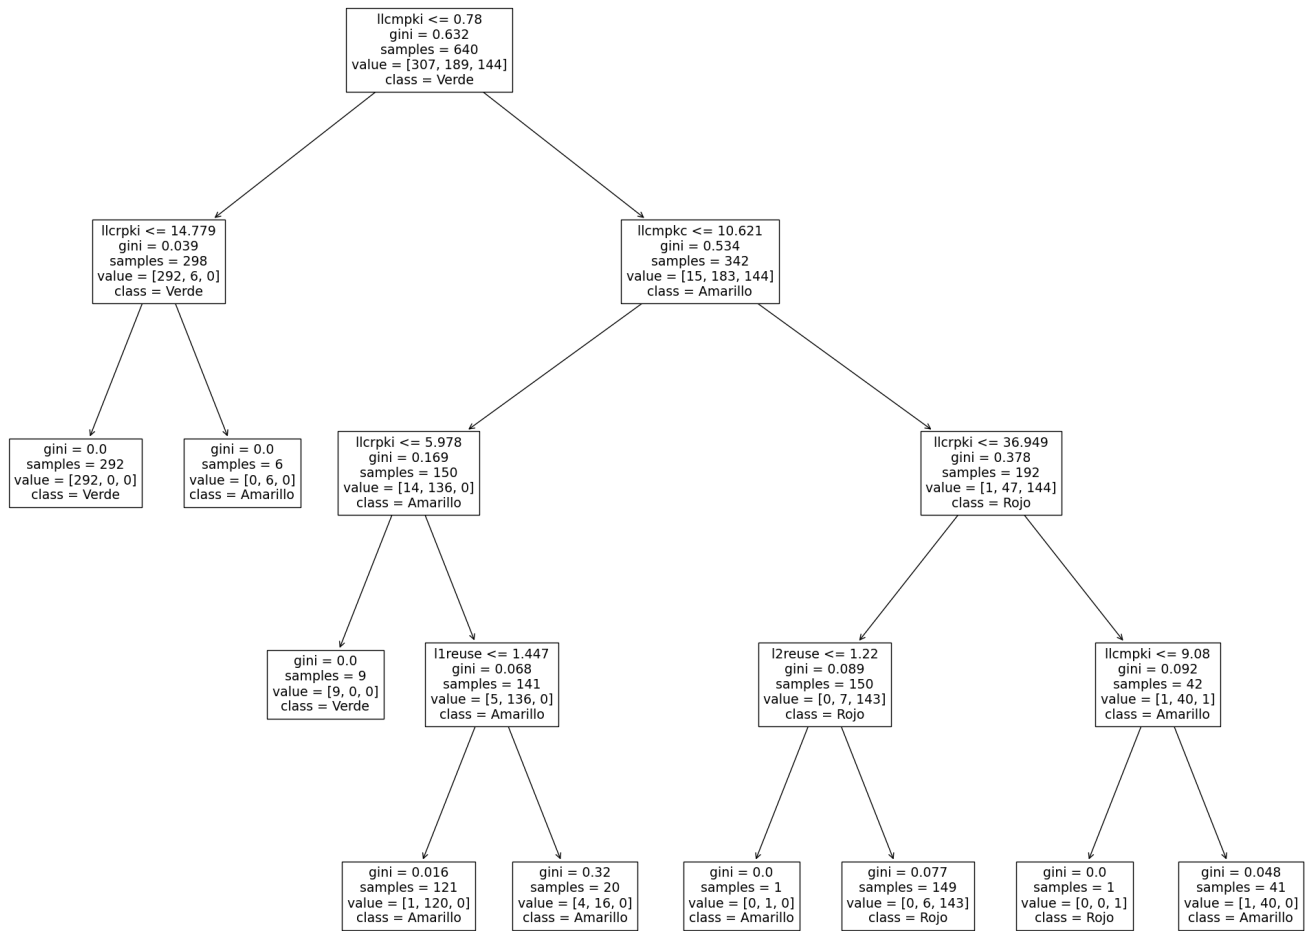 llcmpki <= 0.78
gini = 0.632
samples = 640
value = [307, 189, 144]
class = Verde
llcrpki <= 14.779
gini = 0.039
samples = 298
value = [292, 6, 0]
class = Verde
llcmpkc <= 10.621
gini = 0.534
samples = 342
value = [15, 183, 144]
class = Amarillo
gini = 0.0
samples = 292
value = [292, 0, 0]
class = Verde
gini = 0.0
samples = 6
value = [0, 6, 0]
class = Amarillo
llcrpki <= 5.978
gini = 0.169
samples = 150
value = [14, 136, 0]
class = Amarillo
llcrpki <= 36.949
gini = 0.378
samples = 192
value = [1, 47, 144]
class = Rojo
gini = 0.0
samples = 9
value = [9, 0, 0]
class = Verde
l1reuse <= 1.447
gini = 0.068
samples = 141
value = [5, 136, 0]
class = Amarillo
l2reuse <= 1.22
gini = 0.089
samples = 150
value = [0, 7, 143]
class = Rojo
llcmpki <= 9.08
gini = 0.092
samples = 42
value = [1, 40, 1]
class = Amarillo
gini = 0.016
samples = 121
value = [1, 120, 0]
class = Amarillo
gini = 0.32
samples = 20
value = [4, 16, 0]
class = Amarillo
gini = 0.0
samples = 1
value = [0, 1, 0]
class = Amarillo
gini = 0.077
samples = 149
value = [0, 6, 143]
class = Rojo
gini = 0.0
samples = 1
value = [0, 0, 1]
class = Rojo
gini = 0.048
samples = 41
value = [1, 40, 0]
class = Amarillo